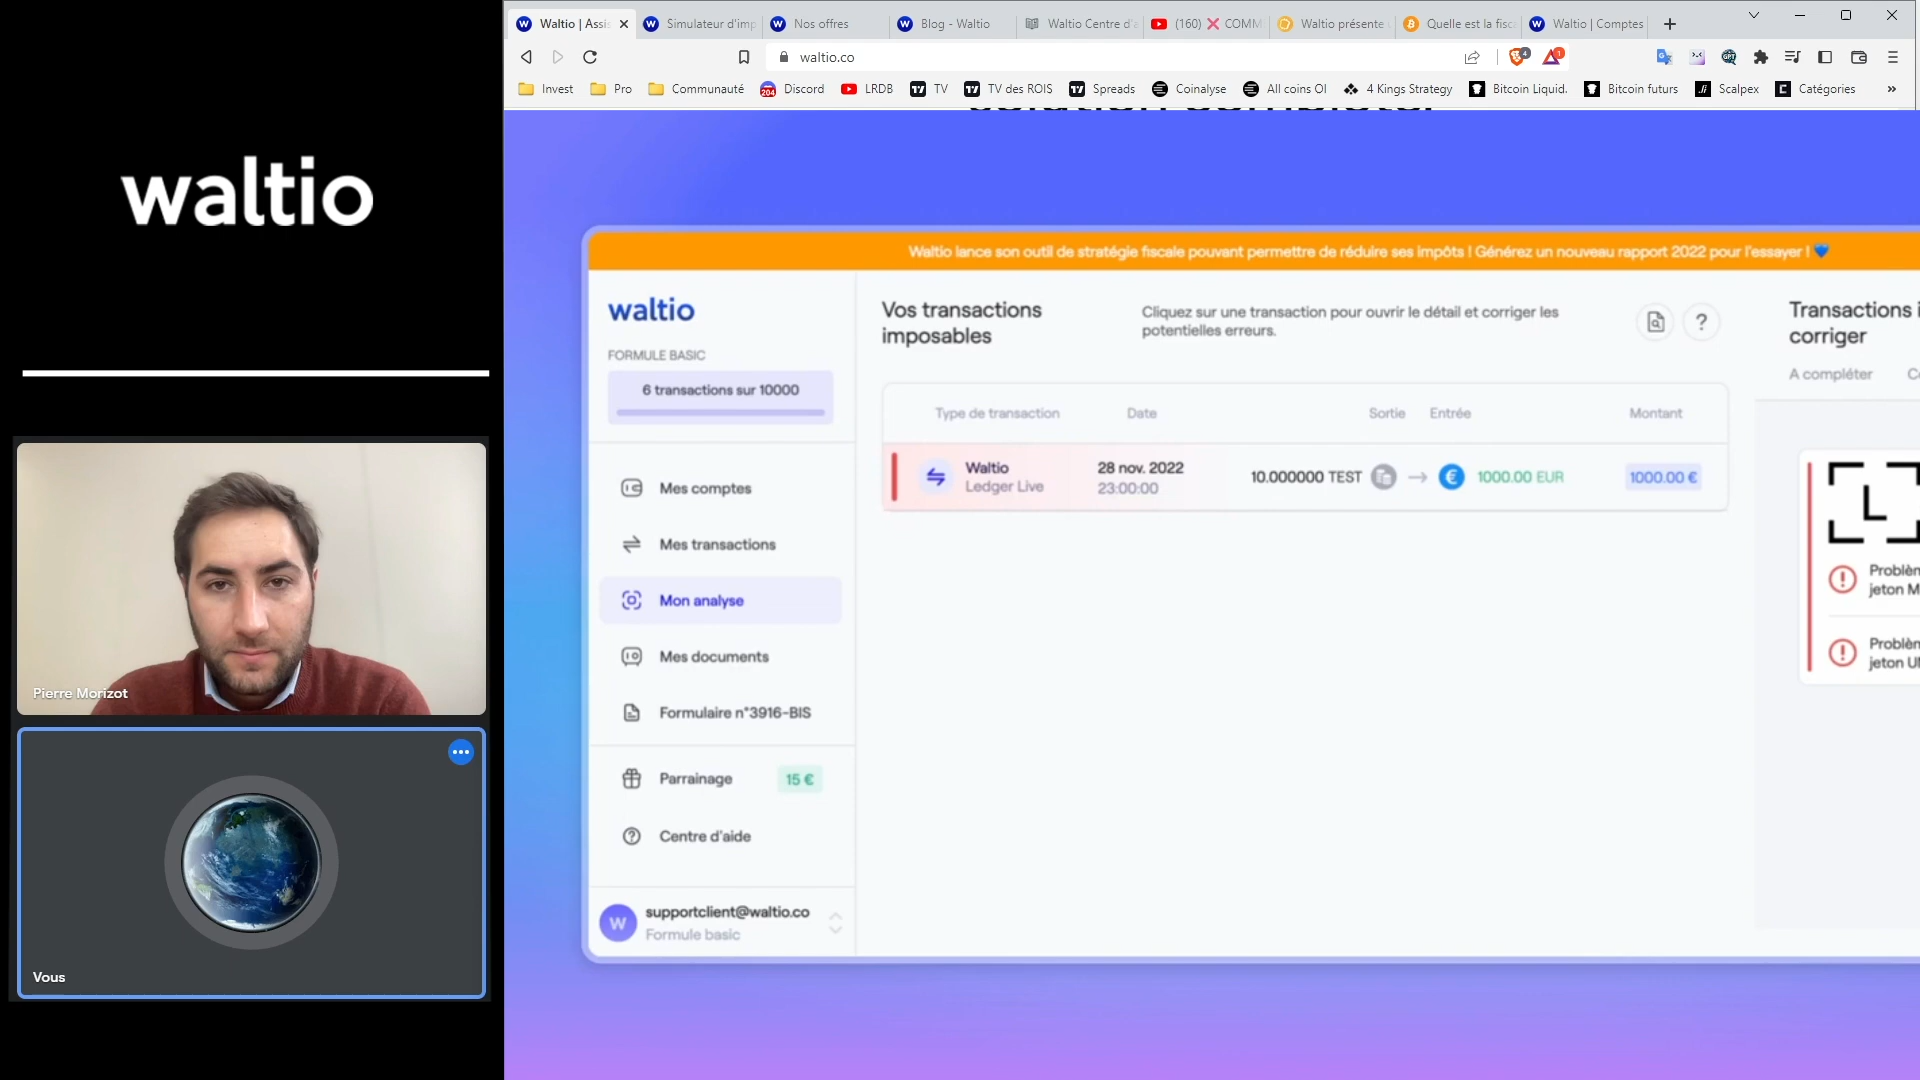 waltio
Pierre Morizot
Vous
Waltio | Assis
Simulateur d'imp
Nos offres
Blog - Waltio
Waltio Centre d'a
(160) ❌ COMM
Waltio présente
Quelle est la fisc
Waltio | Comptes
waltio.co
4
1
Invest
Pro
Communauté
204
Discord
LRDB
TV
TV des ROIS
Spreads
Coinalyse
All coins OI
4 Kings Strategy
Bitcoin Liquid.
Bitcoin futurs
Scalpex
Catégories
»
Waltio lance son outil de stratégie fiscale pouvant permettre de réduire ses impôts ! Générez un nouveau rapport 2022 pour l'essayer ! 💙
waltio
FORMULE BASIC
6 transactions sur 10000
Mes comptes
Mes transactions
Mon analyse
Mes documents
Formulaire n°3916-BIS
Parrainage
15 €
Centre d'aide
W
supportclient@waltio.co
Formule basic
Vos transactions
imposables
Cliquez sur une transaction pour ouvrir le détail et corriger les
potentielles erreurs.
?
Type de transaction
Date
Sortie
Entrée
Montant
Waltio
Ledger Live
28 nov. 2022
23:00:00
10.000000 TEST
→
€
1000.00 EUR
1000.00 €
Transactions i
corriger
A compléter
L
Problèn
jeton M
Problèn
jeton U